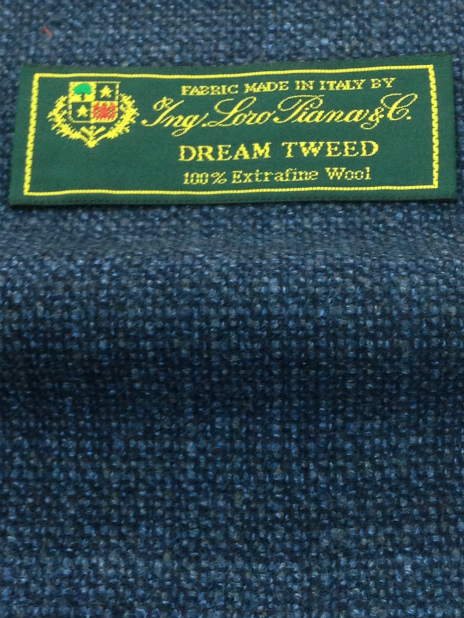 FABRIC MADE IN ITALY BY
Ing. Loro Piana & C.
DREAM TWEED
100% Extrafine Wool